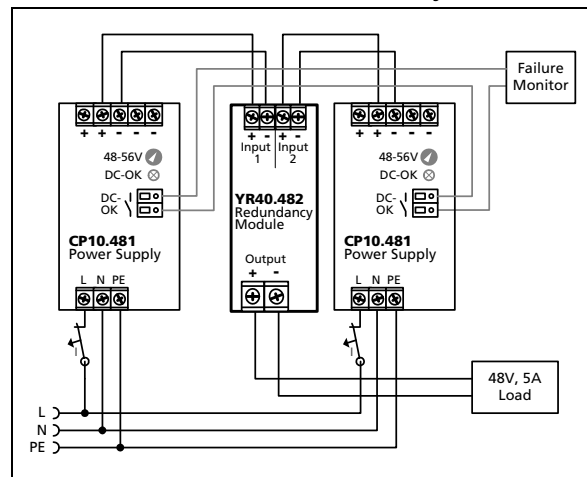 Failure
Monitor
+ + - - -
48-56V
DC-OK
DC-
OK
CP10.481
Power Supply
L N PE
+ - + -
Input Input
1 2
YR40.482
Redundancy
Module
Output
+ -
+ + - - -
48-56V
DC-OK
DC-
OK
CP10.481
Power Supply
L N PE
I
I
48V, 5A
Load
L
N
PE